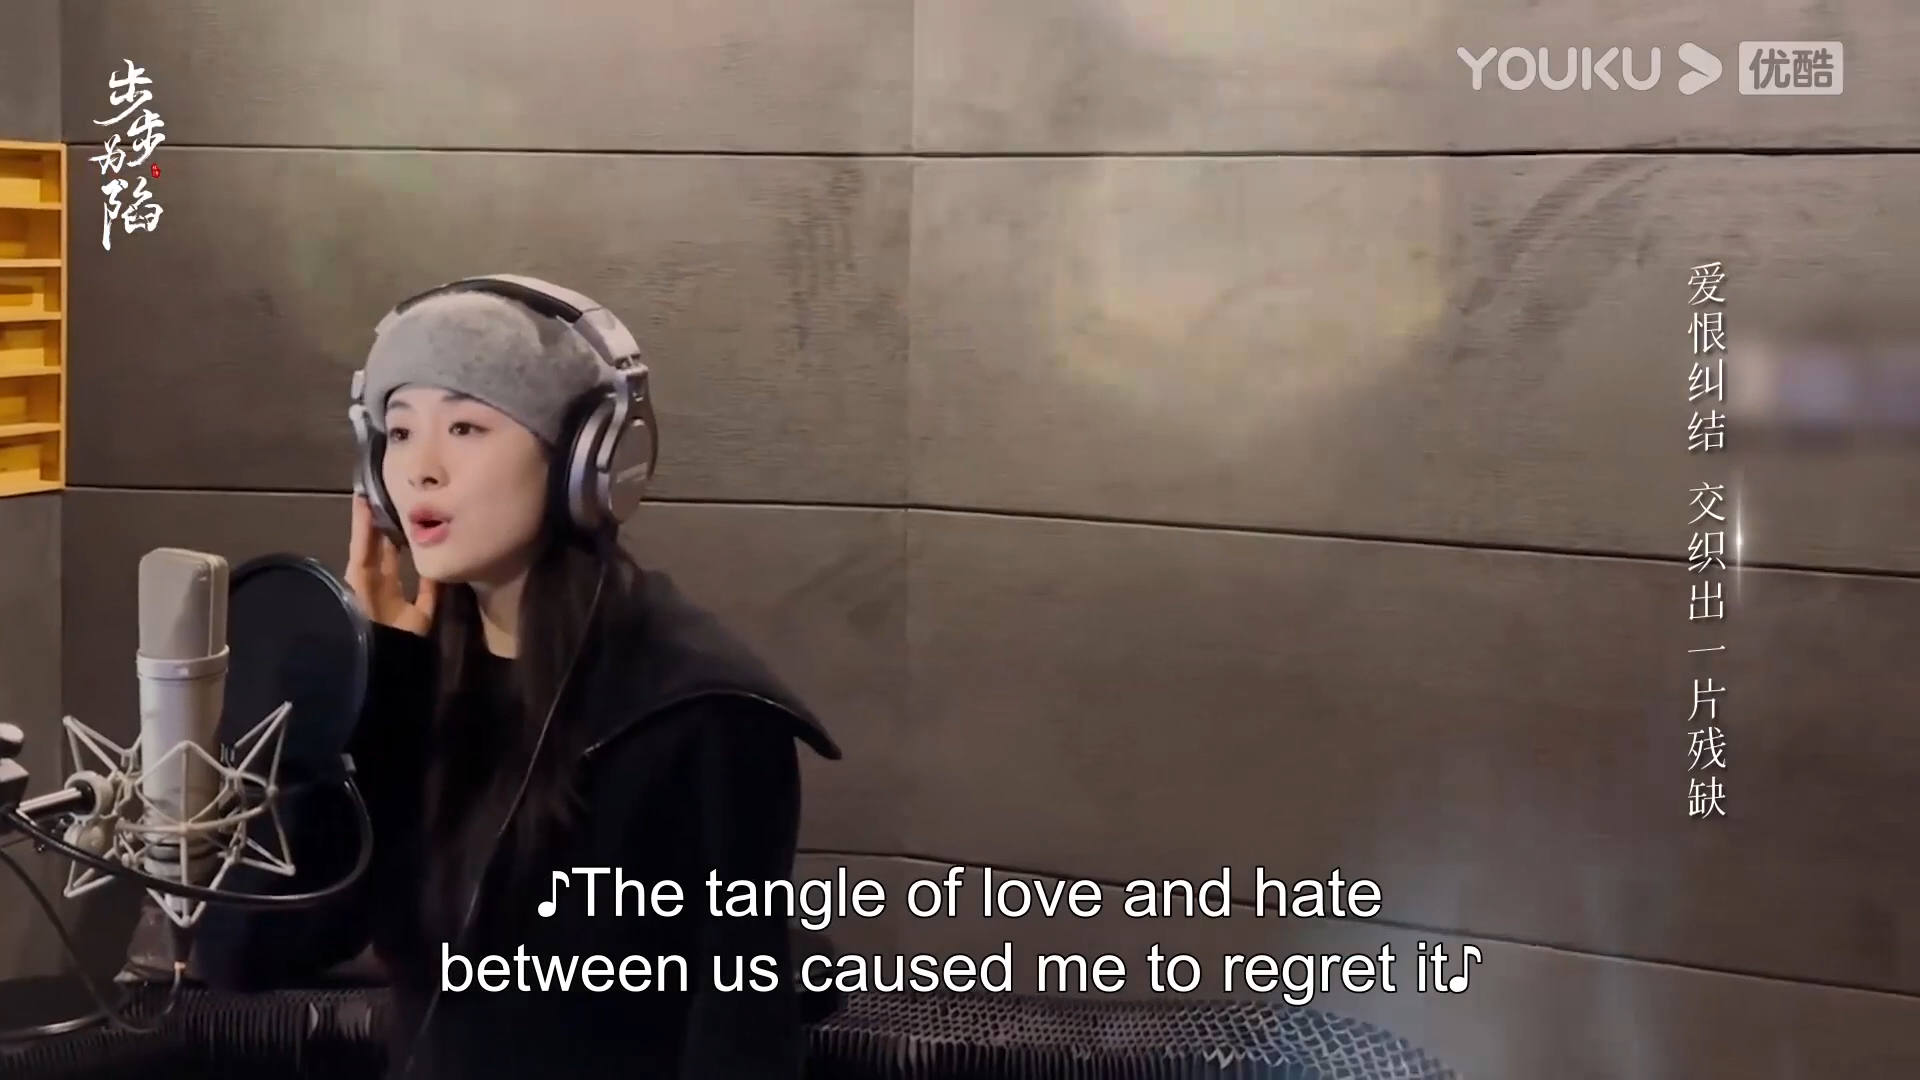 步步为陷
YOUKU 优酷
爱恨纠结 交织出一片残缺
♪The tangle of love and hate
between us caused me to regret it♪